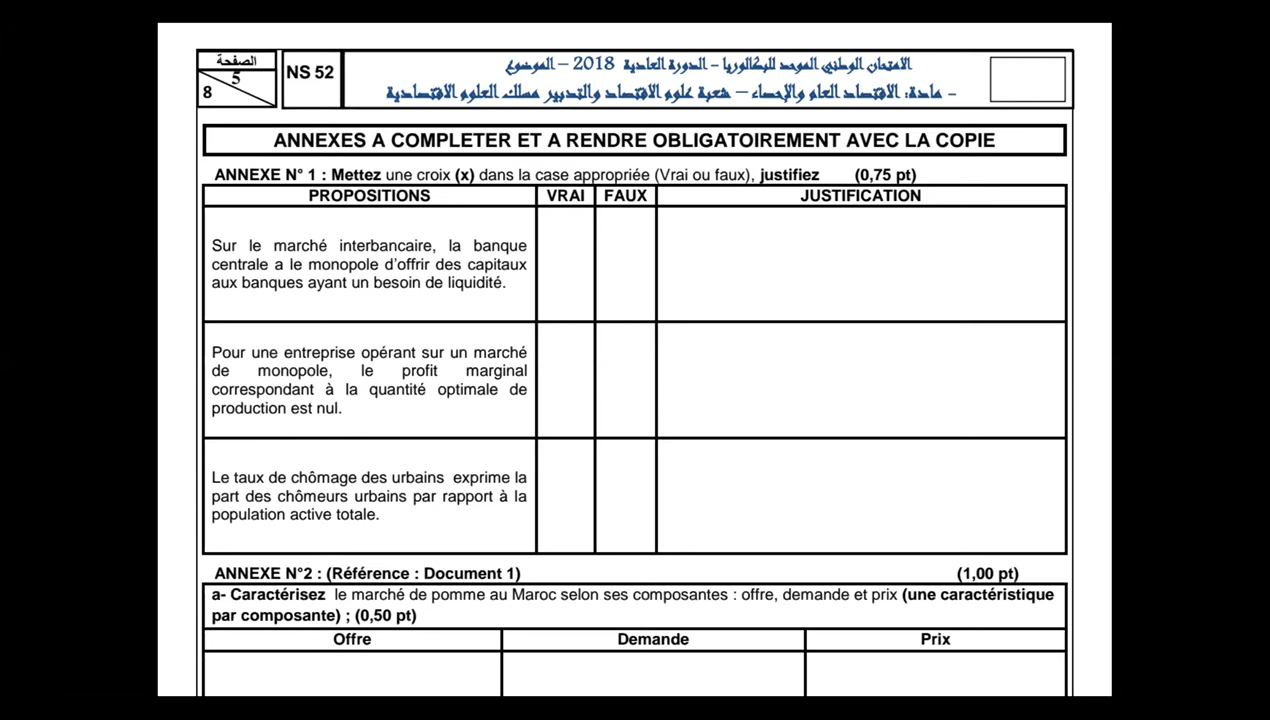 الصفحة
5
8
NS 52
الامتحان الوطني الموحد للبكالوريا - الدورة العادية 2018 – الموضوع
- مادة: الاقتصاد العام والإحصاء – شعبة علوم الاقتصاد والتدبير مسلك العلوم الاقتصادية
ANNEXES A COMPLETER ET A RENDRE OBLIGATOIREMENT AVEC LA COPIE
ANNEXE N° 1 : Mettez une croix (x) dans la case appropriée (Vrai ou faux), justifiez (0,75 pt)
PROPOSITIONS VRAI FAUX JUSTIFICATION
Sur le marché interbancaire, la banque
centrale a le monopole d’offrir des capitaux
aux banques ayant un besoin de liquidité.
Pour une entreprise opérant sur un marché
de monopole, le profit marginal
correspondant à la quantité optimale de
production est nul.
Le taux de chômage des urbains exprime la
part des chômeurs urbains par rapport à la
population active totale.
ANNEXE N°2 : (Référence : Document 1) (1,00 pt)
a- Caractérisez le marché de pomme au Maroc selon ses composantes : offre, demande et prix (une caractéristique
par composante) ; (0,50 pt)
Offre Demande Prix